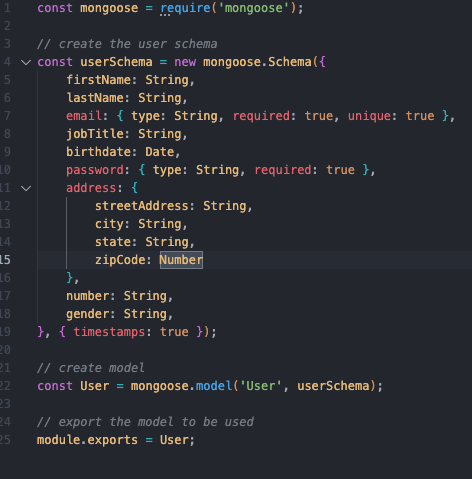 1 const mongoose = require('mongoose');
2
3 // create the user schema
4 const userSchema = new mongoose.Schema({
5 firstName: String,
6 lastName: String,
7 email: { type: String, required: true, unique: true },
8 jobTitle: String,
9 birthdate: Date,
10 password: { type: String, required: true },
11 address: {
12 streetAddress: String,
13 city: String,
14 state: String,
15 zipCode: Number
16 },
17 number: String,
18 gender: String,
19 }, { timestamps: true });
20
21 // create model
22 const User = mongoose.model('User', userSchema);
23
24 // export the model to be used
25 module.exports = User;